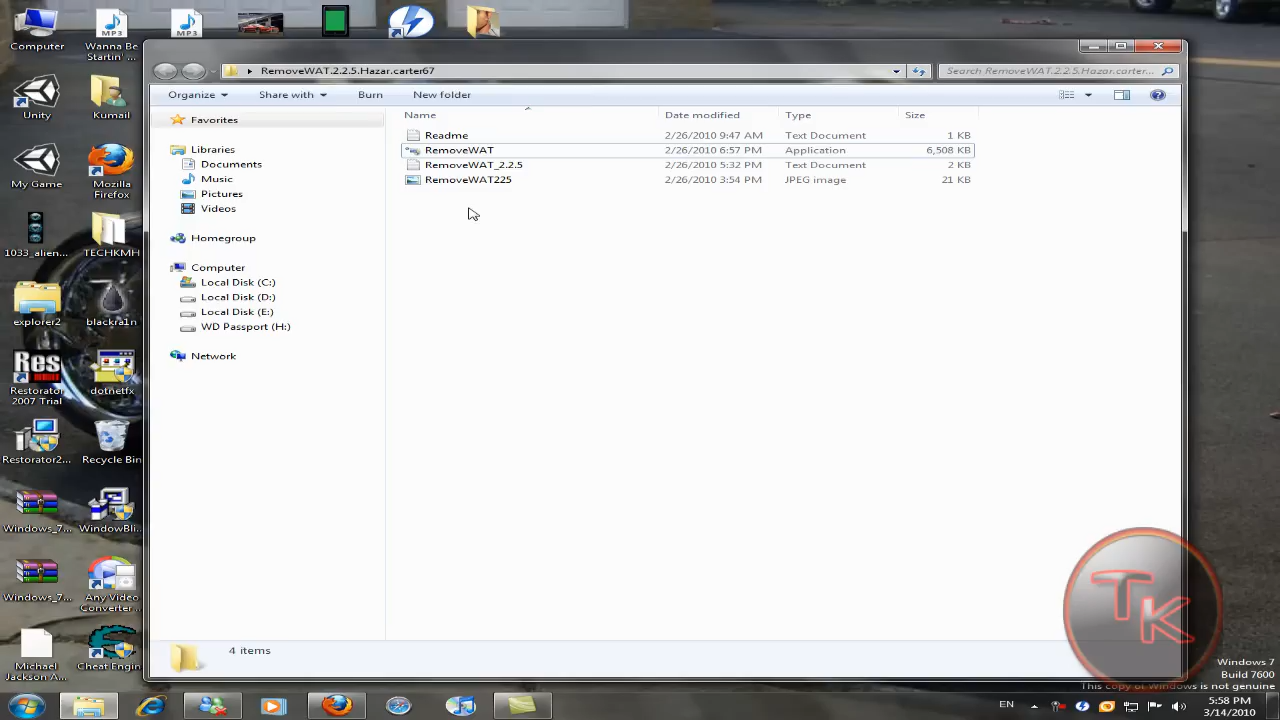 Computer
Wanna Be
Startin' ...
MP3
MP3
Unity
Kumail
My Game
Mozilla
Firefox
1033_alien...
TECHKMH
explorer2
blackra1n
Res
Restorator
2007 Trial
dotnetfx
Restorator2...
Recycle Bin
Windows_7...
WindowBli...
Windows_7...
Any Video
Converter ...
Michael
Jackson A...
Cheat Engin...
RemoveWAT.2.2.5.Hazar.carter67
Search RemoveWAT.2.2.5.Hazar.carter...
Organize
Share with
Burn
New folder
Favorites
Libraries
Documents
Music
Pictures
Videos
Homegroup
Computer
Local Disk (C:)
Local Disk (D:)
Local Disk (E:)
WD Passport (H:)
Network
Name Date modified Type Size
Readme 2/26/2010 9:47 AM Text Document 1 KB
RemoveWAT 2/26/2010 6:57 PM Application 6,508 KB
RemoveWAT_2.2.5 2/26/2010 5:32 PM Text Document 2 KB
RemoveWAT225 2/26/2010 3:54 PM JPEG image 21 KB
4 items
TK
Windows 7
Build 7600
This copy of Windows is not genuine
EN
5:58 PM
3/14/2010